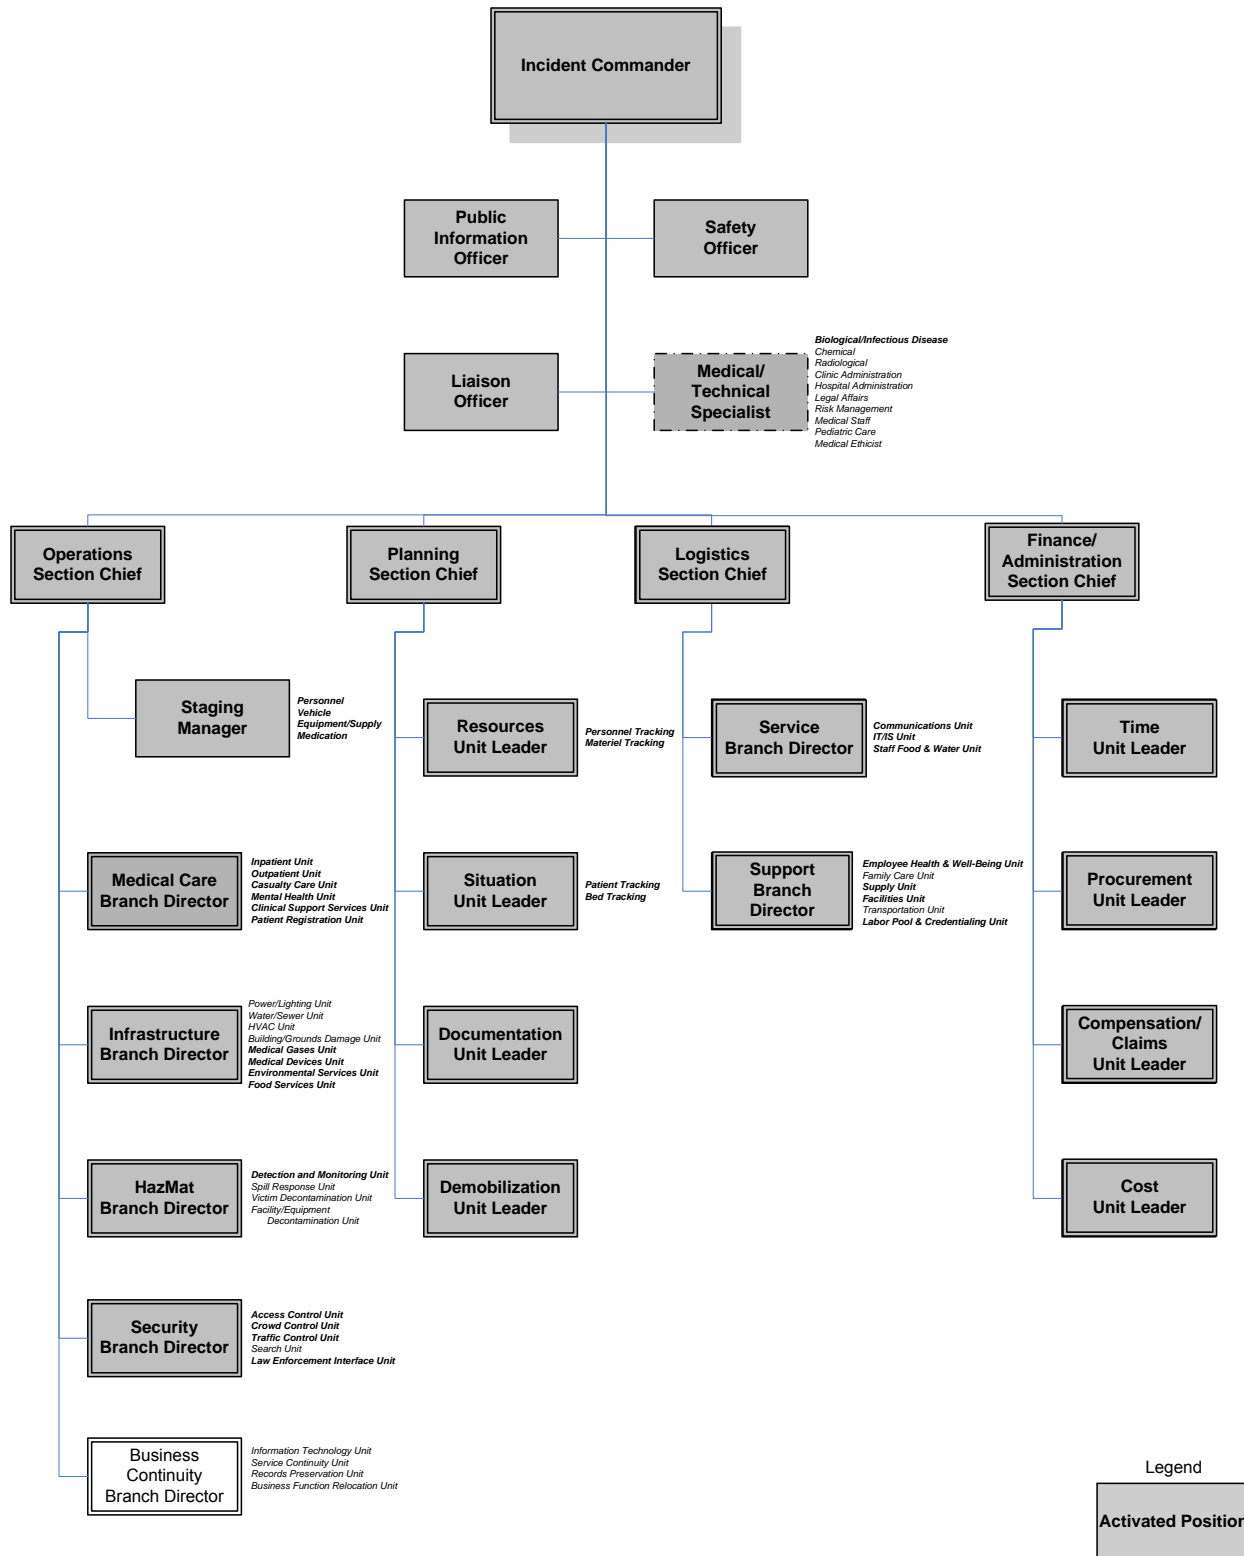 Incident Commander
Public
Information
Officer
Safety
Officer
Liaison
Officer
Medical/
Technical
Specialist
Biological/Infectious Disease
Chemical
Radiological
Clinic Administration
Hospital Administration
Legal Affairs
Risk Management
Medical Staff
Pediatric Care
Medical Ethicist
Operations
Section Chief
Planning
Section Chief
Logistics
Section Chief
Finance/
Administration
Section Chief
Staging
Manager
Personnel
Vehicle
Equipment/Supply
Medication
Resources
Unit Leader
Personnel Tracking
Materiel Tracking
Service
Branch Director
Communications Unit
IT/IS Unit
Staff Food & Water Unit
Time
Unit Leader
Medical Care
Branch Director
Inpatient Unit
Outpatient Unit
Casualty Care Unit
Mental Health Unit
Clinical Support Services Unit
Patient Registration Unit
Situation
Unit Leader
Patient Tracking
Bed Tracking
Support
Branch
Director
Employee Health & Well-Being Unit
Family Care Unit
Supply Unit
Facilities Unit
Transportation Unit
Labor Pool & Credentialing Unit
Procurement
Unit Leader
Infrastructure
Branch Director
Power/Lighting Unit
Water/Sewer Unit
HVAC Unit
Building/Grounds Damage Unit
Medical Gases Unit
Medical Devices Unit
Environmental Services Unit
Food Services Unit
Documentation
Unit Leader
Compensation/
Claims
Unit Leader
HazMat
Branch Director
Detection and Monitoring Unit
Spill Response Unit
Victim Decontamination Unit
Facility/Equipment
Decontamination Unit
Demobilization
Unit Leader
Cost
Unit Leader
Security
Branch Director
Access Control Unit
Crowd Control Unit
Traffic Control Unit
Search Unit
Law Enforcement Interface Unit
Business
Continuity
Branch Director
Information Technology Unit
Service Continuity Unit
Records Preservation Unit
Business Function Relocation Unit
Legend
Activated Position